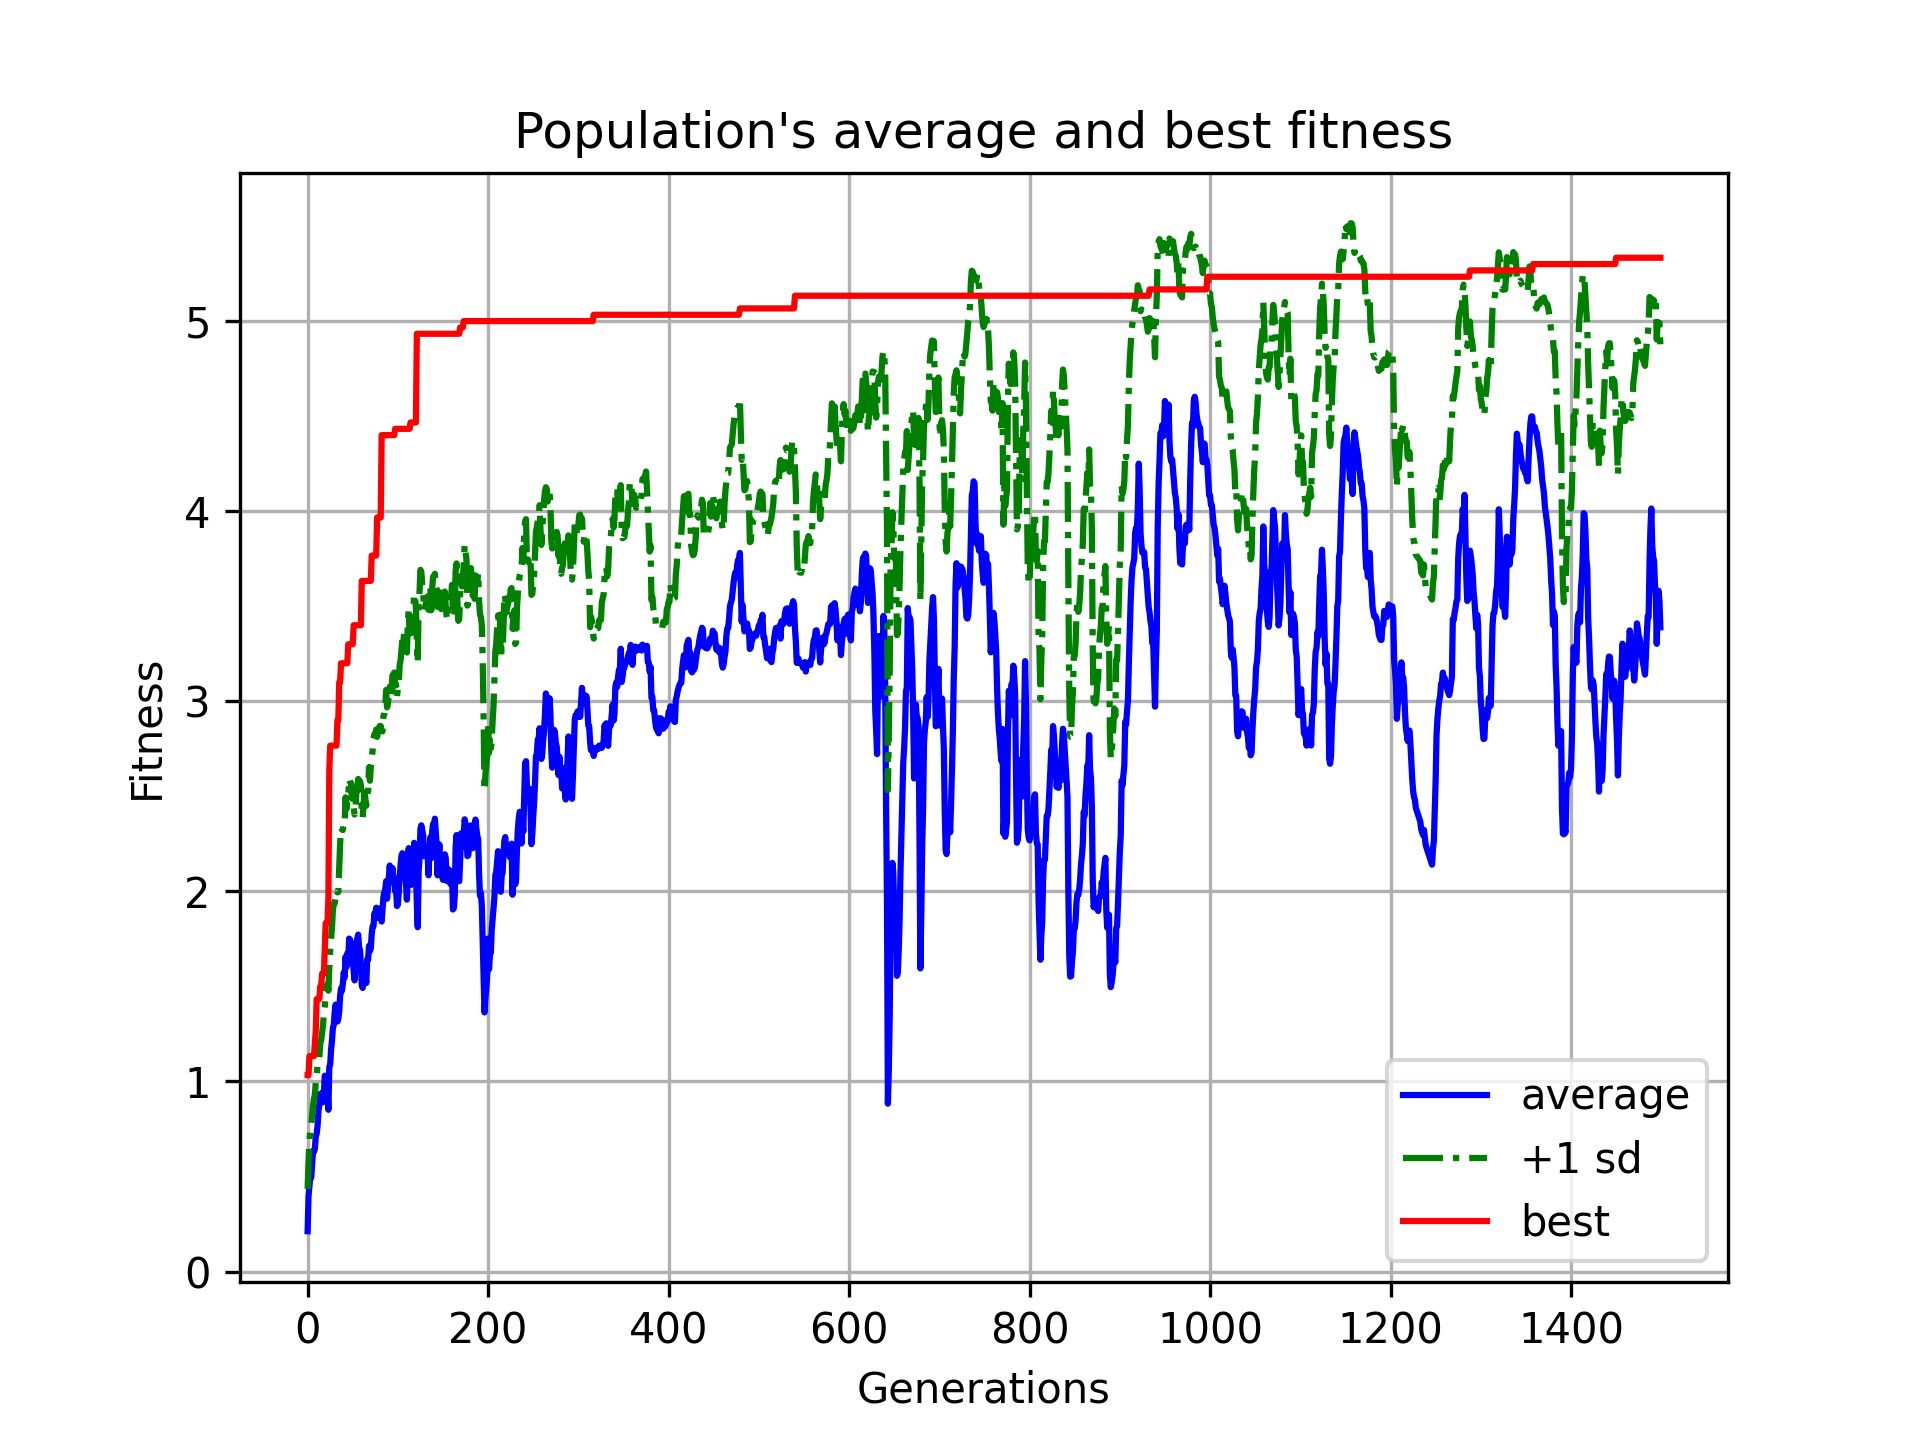 Population's average and best fitness
Fitness
5
4
3
2
1
0
0 200 400 600 800 1000 1200 1400
Generations
average
+1 sd
best